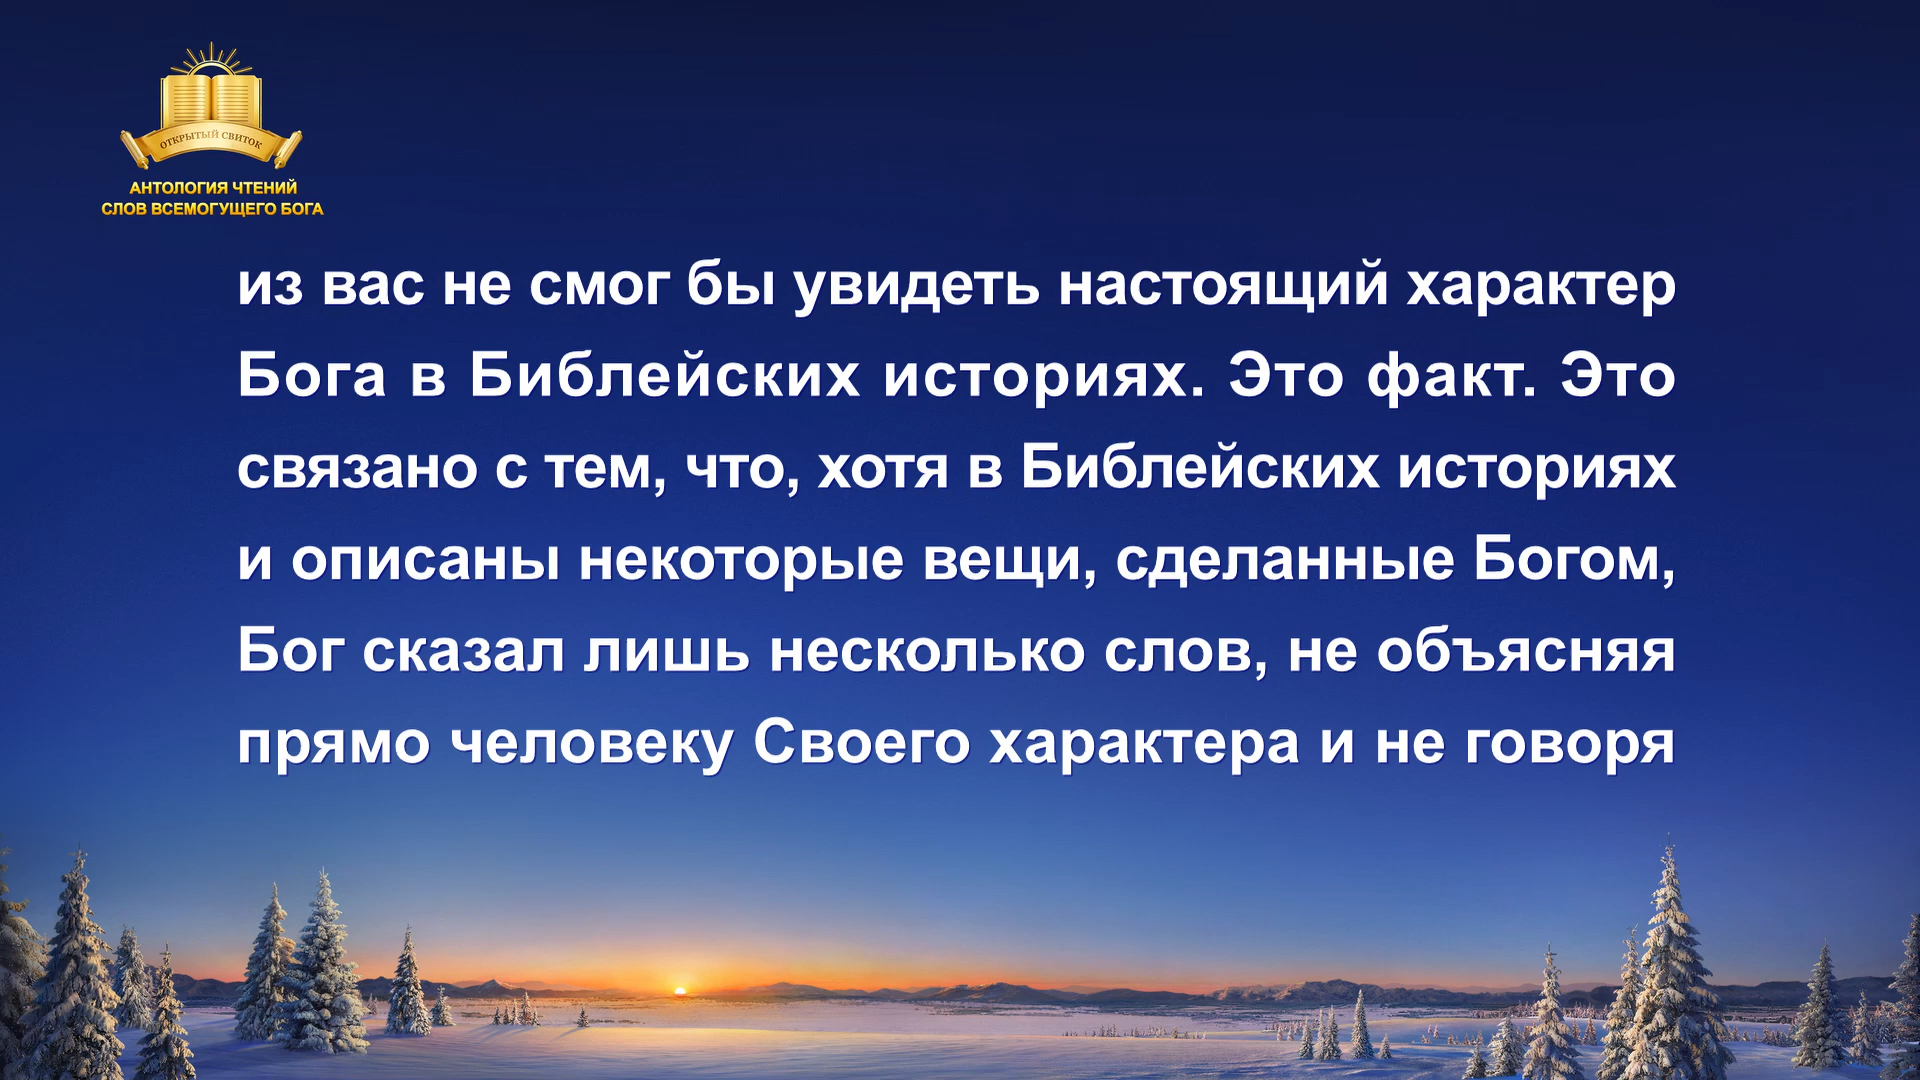 ОТКРЫТЫЙ СВИТОК
АНТОЛОГИЯ ЧТЕНИЙ
СЛОВ ВСЕМОГУЩЕГО БОГА
из вас не смог бы увидеть настоящий характер
Бога в Библейских историях. Это факт. Это
связано с тем, что, хотя в Библейских историях
и описаны некоторые вещи, сделанные Богом,
Бог сказал лишь несколько слов, не объясняя
прямо человеку Своего характера и не говоря